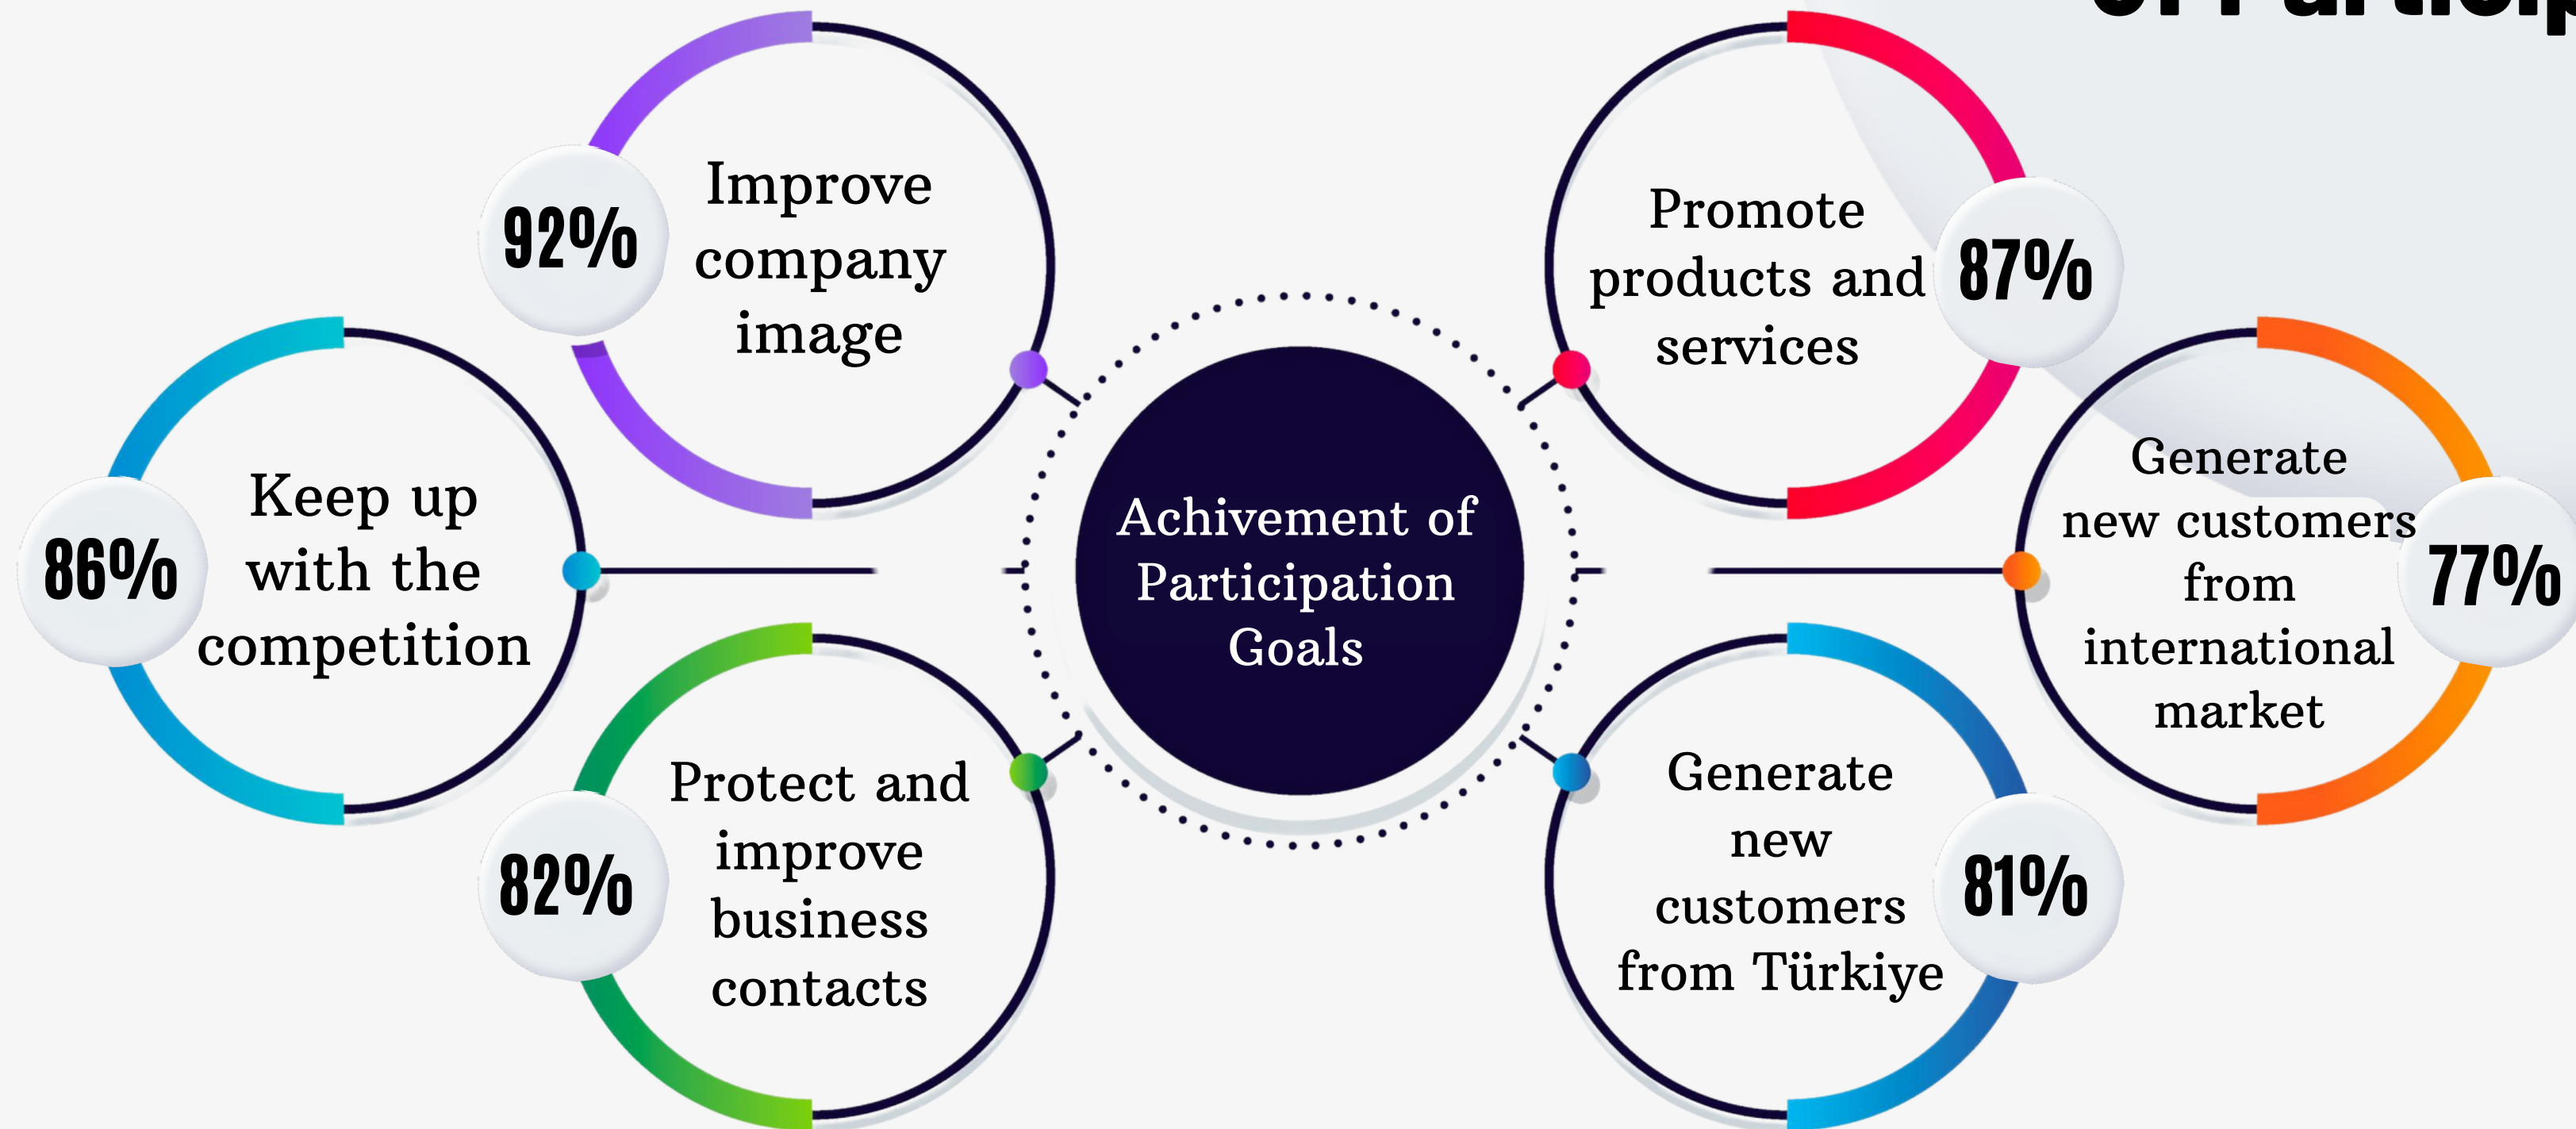 of Particip
92%
Improve
company
image
Promote
products and
services
87%
86%
Keep up
with the
competition
Achivement of
Participation
Goals
Generate
new customers
from
international
market
77%
82%
Protect and
improve
business
contacts
Generate
new
customers
from Türkiye
81%